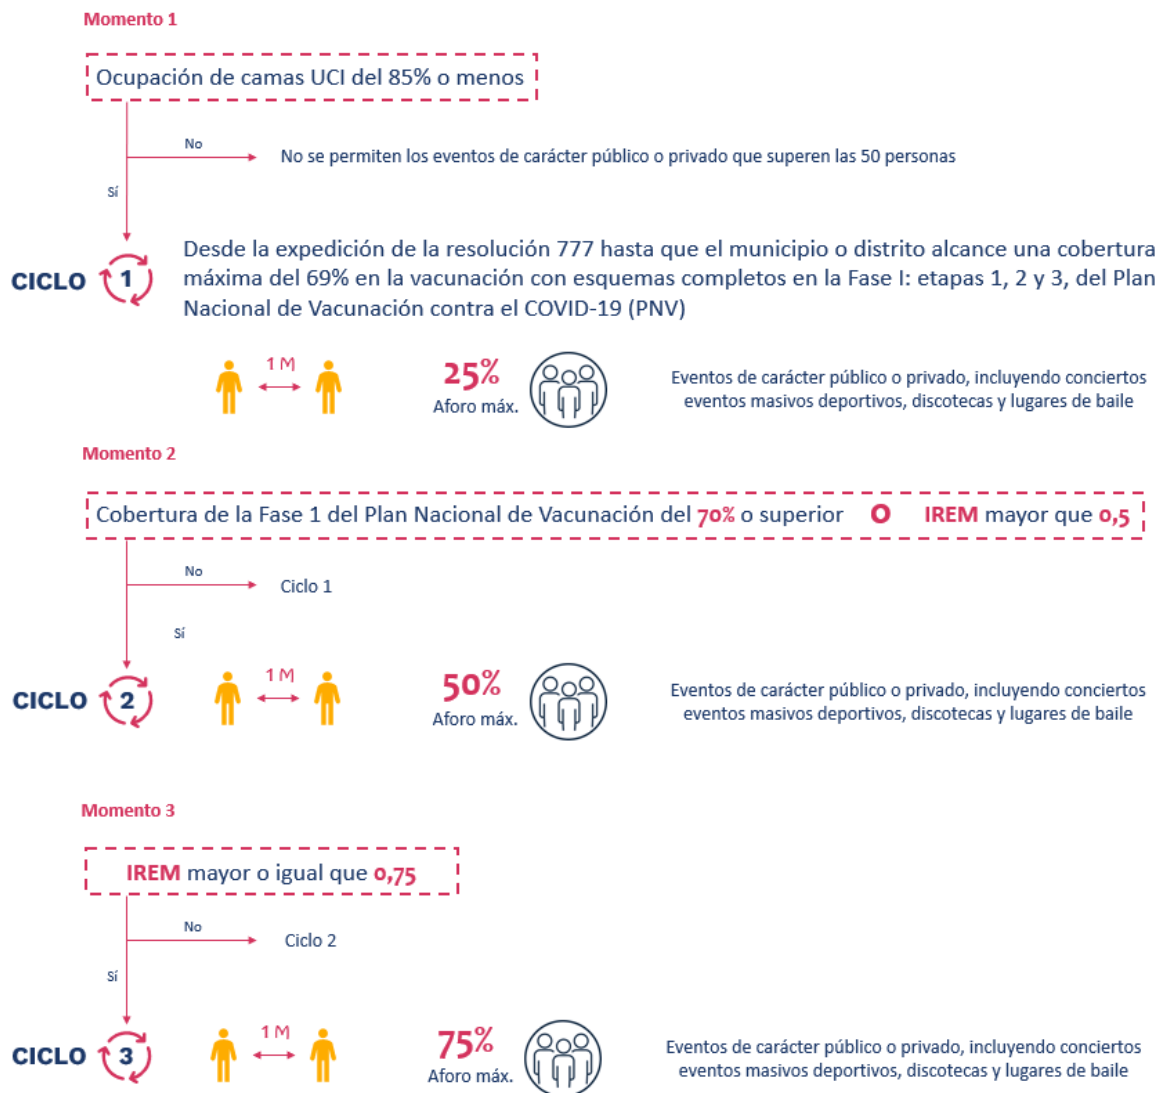 Momento 1
Ocupación de camas UCI del 85% o menos
No
No se permiten los eventos de carácter público o privado que superen las 50 personas
Sí
CICLO 1
Desde la expedición de la resolución 777 hasta que el municipio o distrito alcance una cobertura
máxima del 69% en la vacunación con esquemas completos en la Fase I: etapas 1, 2 y 3, del Plan
Nacional de Vacunación contra el COVID-19 (PNV)
1 M
25%
Aforo máx.
Eventos de carácter público o privado, incluyendo conciertos
eventos masivos deportivos, discotecas y lugares de baile
Momento 2
Cobertura de la Fase 1 del Plan Nacional de Vacunación del 70% o superior O IREM mayor que 0,5
No
Ciclo 1
Sí
CICLO 2
1 M
50%
Aforo máx.
Eventos de carácter público o privado, incluyendo conciertos
eventos masivos deportivos, discotecas y lugares de baile
Momento 3
IREM mayor o igual que 0,75
No
Ciclo 2
Sí
CICLO 3
1 M
75%
Aforo máx.
Eventos de carácter público o privado, incluyendo conciertos
eventos masivos deportivos, discotecas y lugares de baile